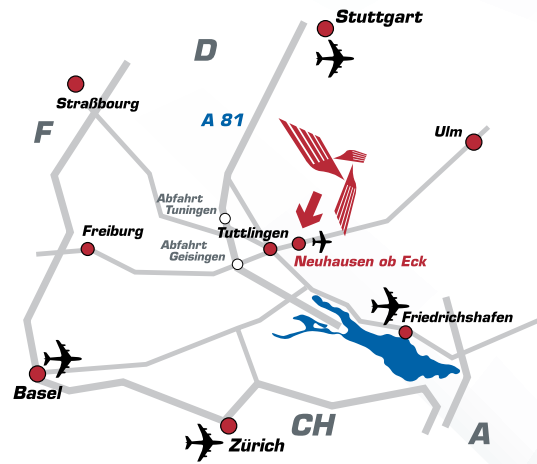 Stuttgart
D
Straßbourg
A 81
F
Ulm
Abfahrt
Tuningen
Freiburg
Tuttlingen
Abfahrt
Geisingen
Neuhausen ob Eck
Friedrichshafen
Basel
CH
A
Zürich